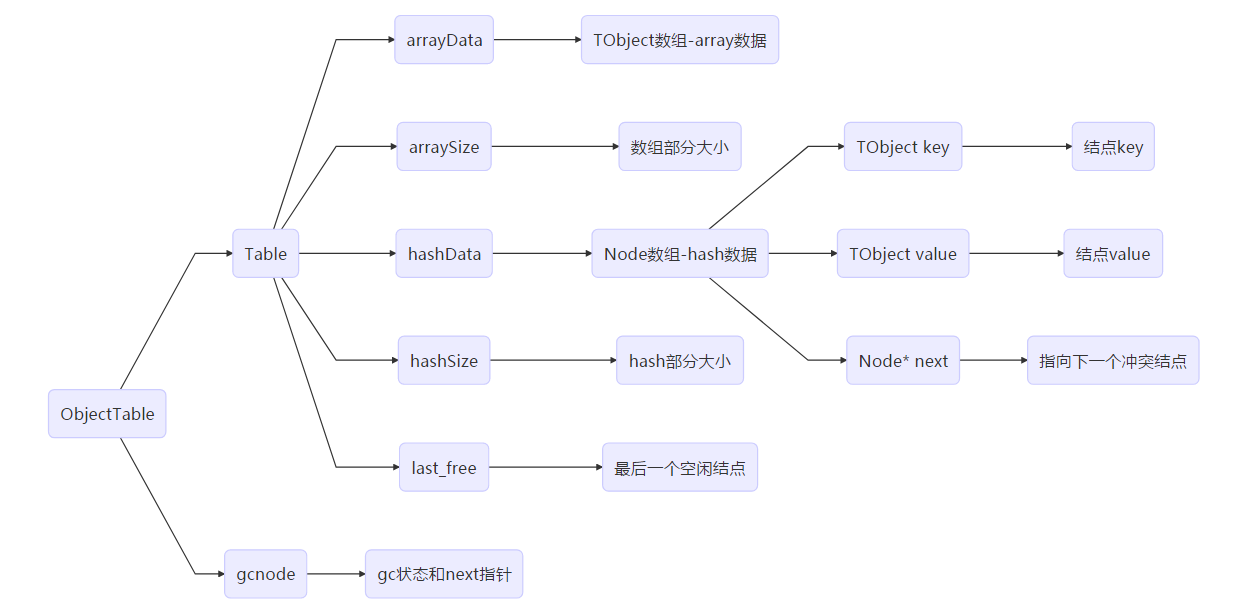 arrayData
TObject数组-array数据
arraySize
数组部分大小
TObject key
结点key
Table
hashData
Node数组-hash数据
TObject value
结点value
hashSize
hash部分大小
Node* next
指向下一个冲突结点
ObjectTable
last_free
最后一个空闲结点
gcnode
gc状态和next指针